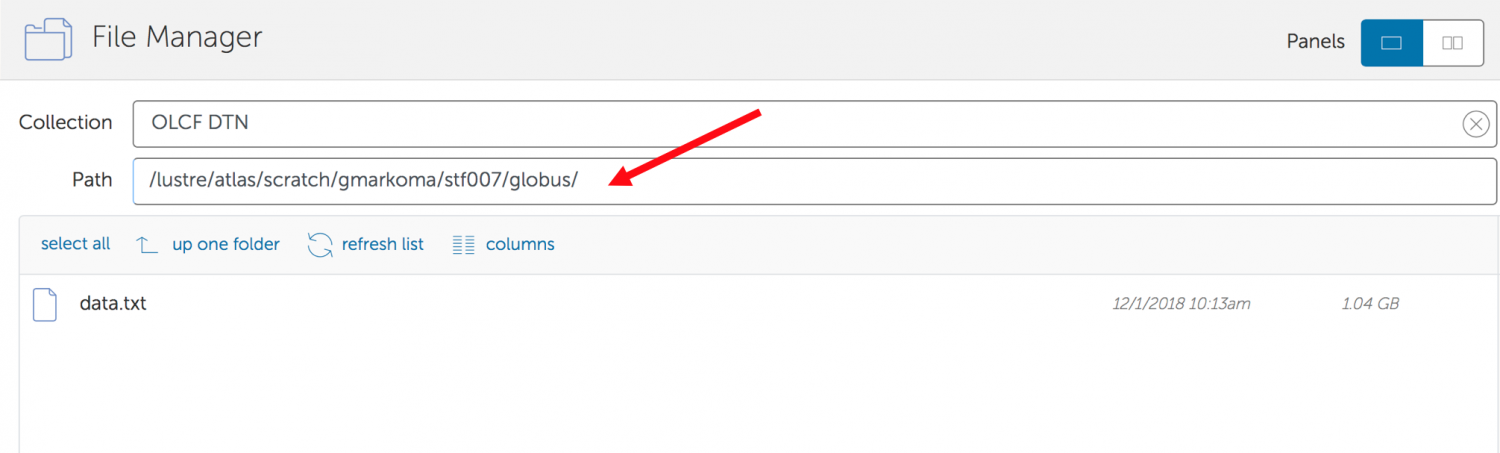 File Manager
Panels
Collection OLCF DTN
Path /lustre/atlas/scratch/gmarkoma/stf007/globus/
select all up one folder refresh list columns
data.txt 12/1/2018 10:13am 1.04 GB